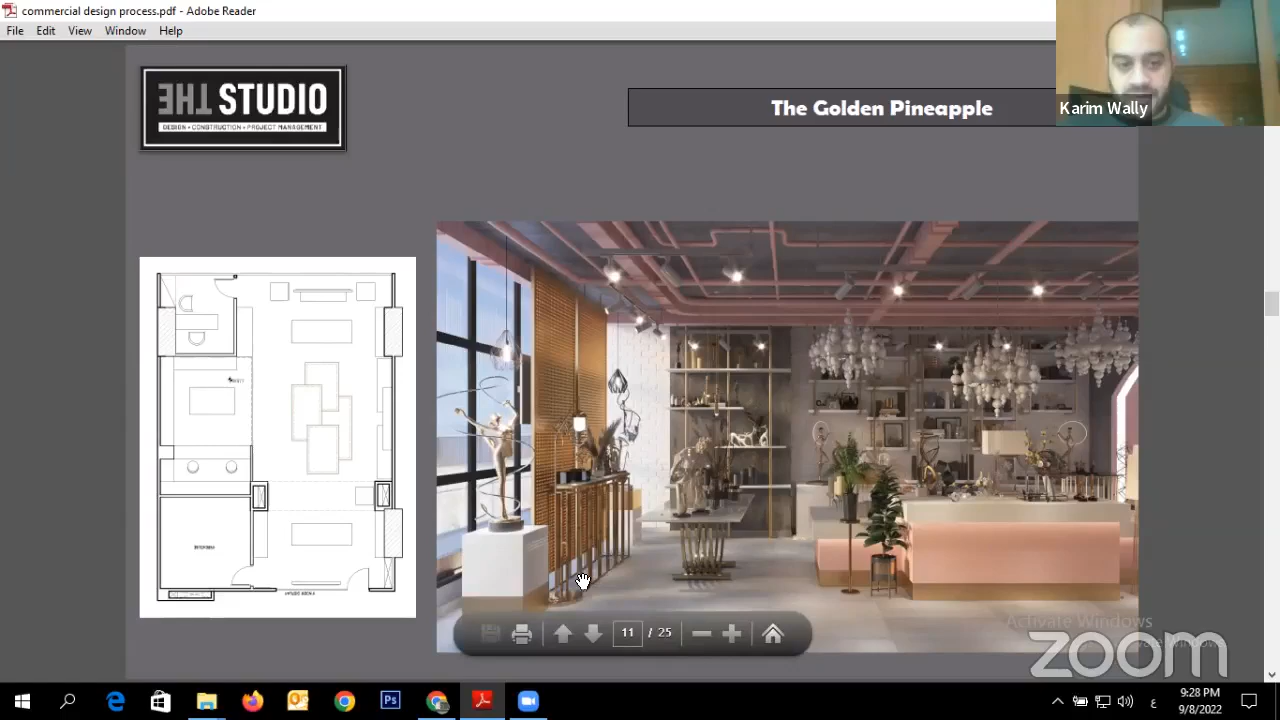 commercial design process.pdf - Adobe Reader
File Edit View Window Help
THE STUDIO
DESIGN • CONSTRUCTION • PROJECT MANAGEMENT
The Golden Pineapple
Karim Wally
11 / 25
Activate Windows
zoom
Ps
ع
9:28 PM
9/8/2022